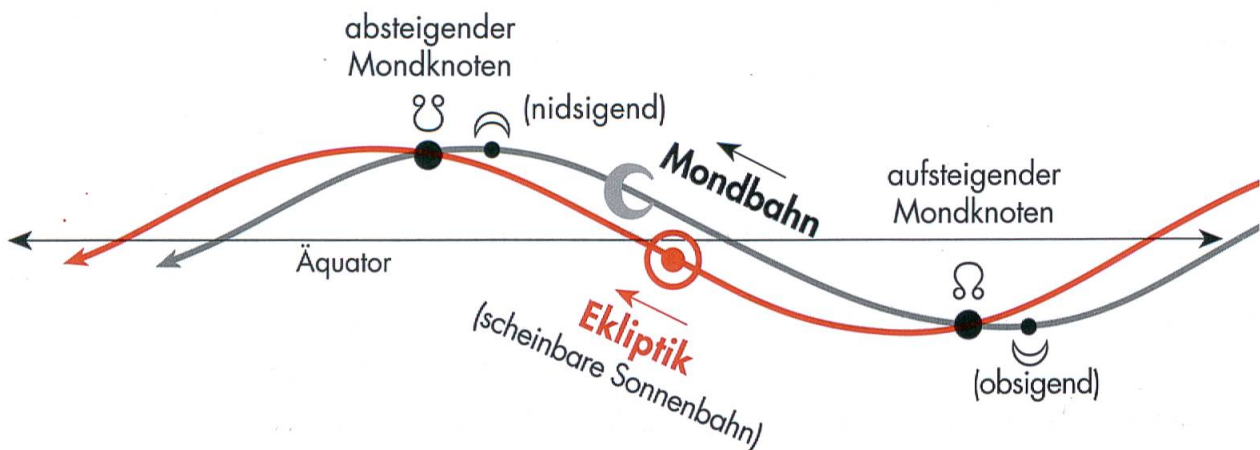 absteigender
Mondknoten
☋
(nidsigend)
Mondbahn
aufsteigender
Mondknoten
☊
Äquator
Ekliptik
(scheinbare Sonnenbahn)
(obsigend)